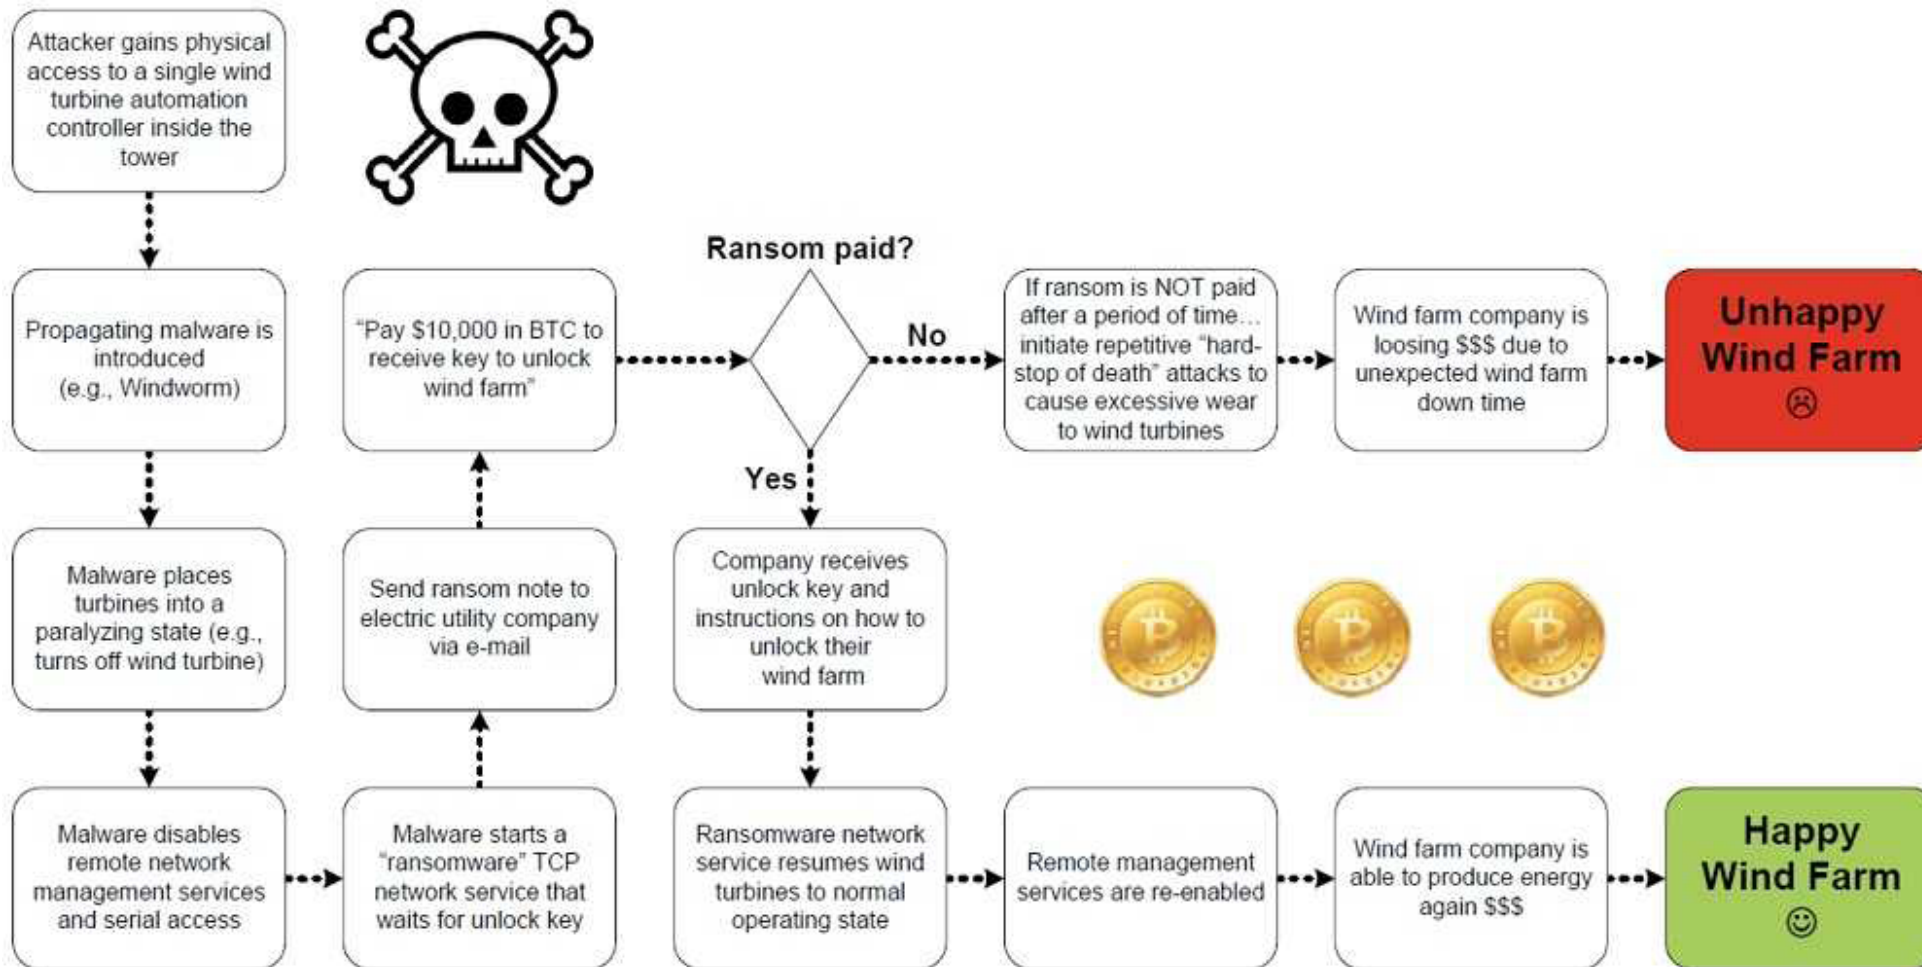 Attacker gains physical
access to a single wind
turbine automation
controller inside the
tower
Propagating malware is
introduced
(e.g., Windworm)
Malware places
turbines into a
paralyzing state (e.g.,
turns off wind turbine)
Malware disables
remote network
management services
and serial access
Malware starts a
“ransomware” TCP
network service that
waits for unlock key
Send ransom note to
electric utility company
via e-mail
“Pay $10,000 in BTC to
receive key to unlock
wind farm”
Ransom paid?
No
If ransom is NOT paid
after a period of time…
initiate repetitive “hard-
stop of death” attacks to
cause excessive wear
to wind turbines
Wind farm company is
loosing $$$ due to
unexpected wind farm
down time
Unhappy
Wind Farm
☹
Yes
Company receives
unlock key and
instructions on how to
unlock their
wind farm
Ransomware network
service resumes wind
turbines to normal
operating state
Remote management
services are re-enabled
Wind farm company is
able to produce energy
again $$$
Happy
Wind Farm
☺